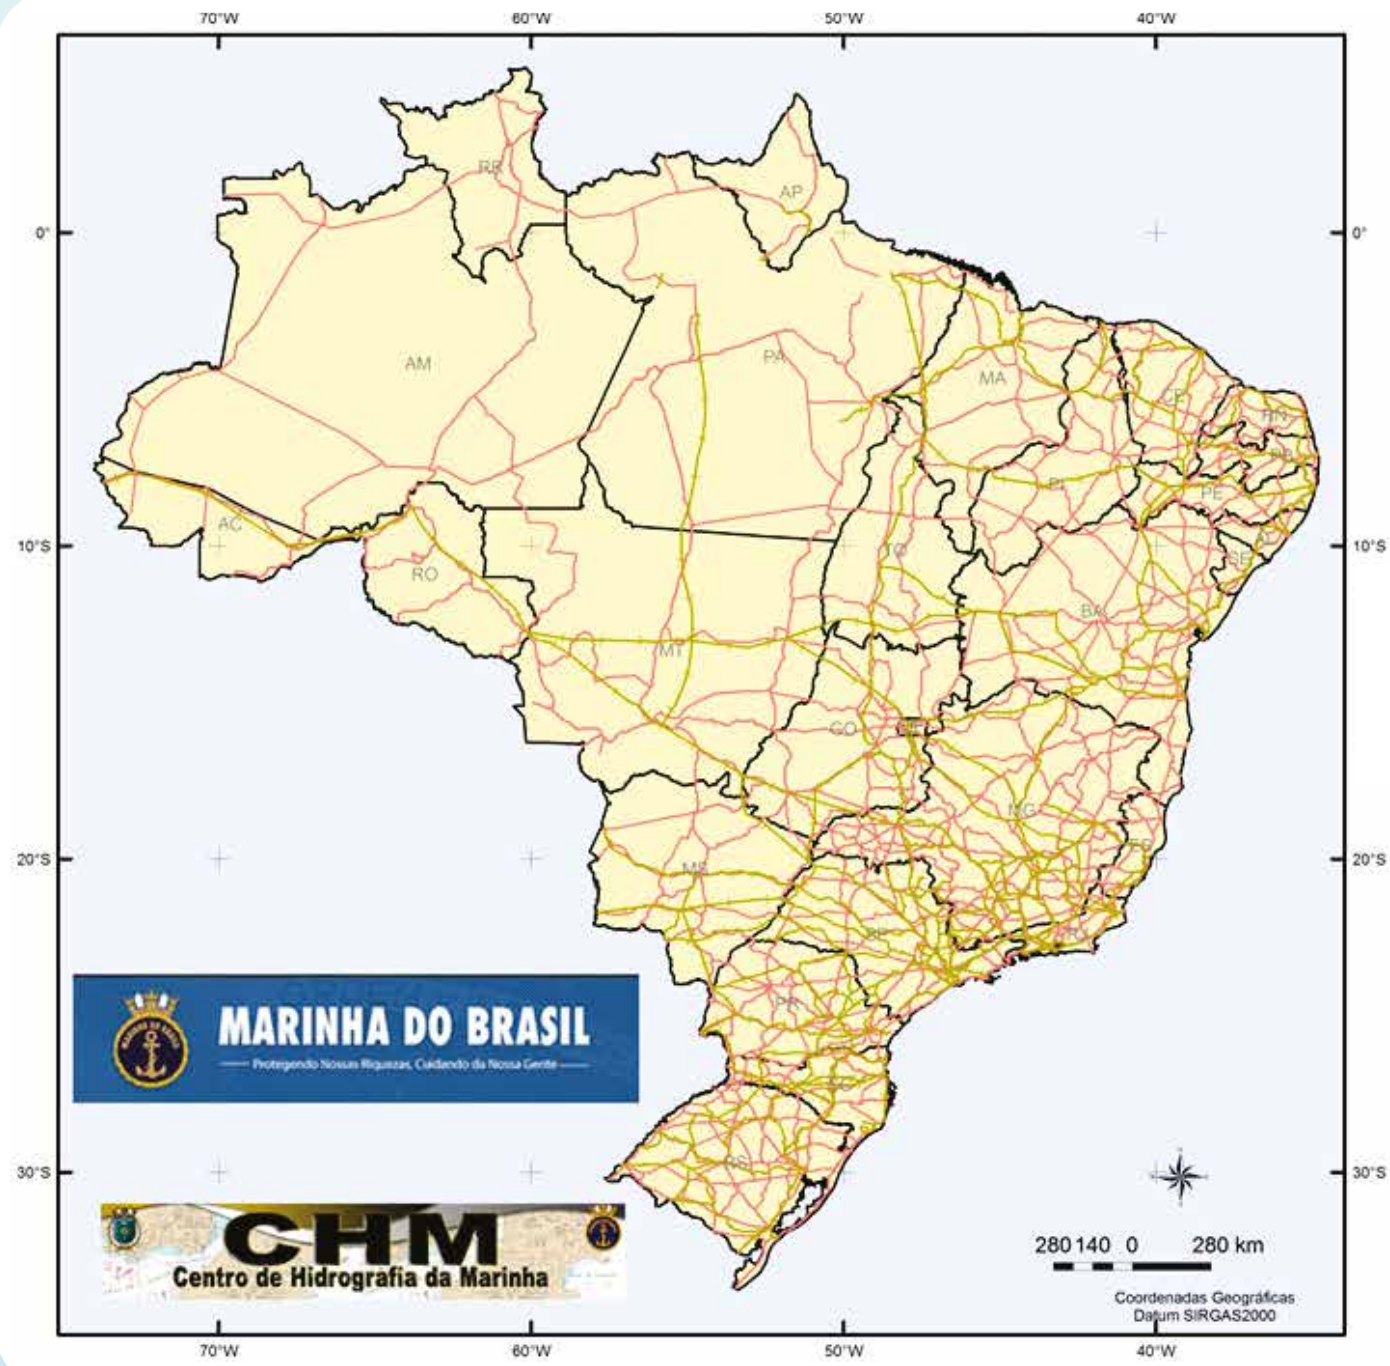 70°W 60°W 50°W 40°W
RR
AP
0° 0°
AM
PA
MA
CE
RN
PB
PI
PE
AC
AL
10°S 10°S
TO
SE
RO
BA
MT
GO
DF
MG
ES
20°S 20°S
MS
SP
RJ
PR
MARINHA DO BRASIL
Protegendo Nossas Riquezas, Cuidando da Nossa Gente
SC
RS
30°S 30°S
CHM
Centro de Hidrografia da Marinha
280 140 0 280 km
Coordenadas Geográficas
Datum SIRGAS2000
70°W 60°W 50°W 40°W